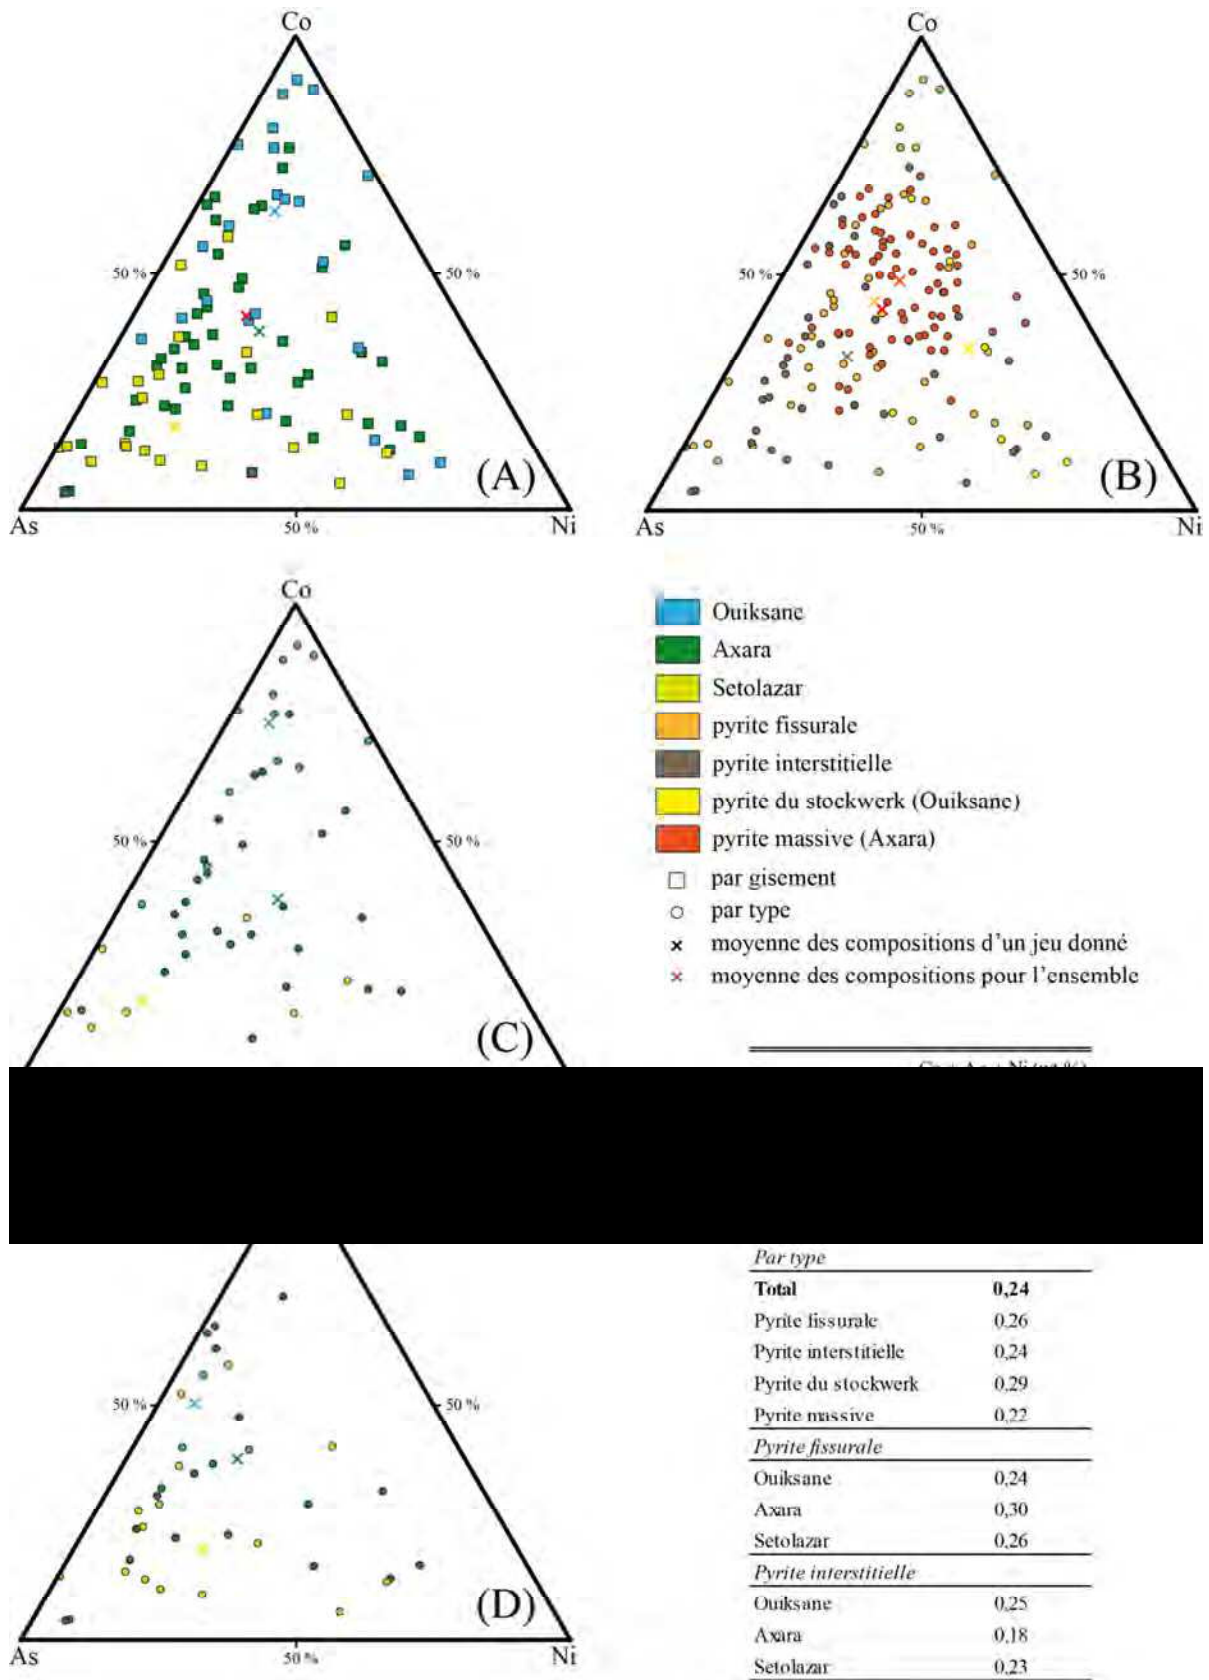 Co
50 %
50 %
(A)
As
50 %
Ni
Co
50 %
50 %
(B)
As
50 %
Ni
Co
50 %
50 %
(C)
Ouiksane
Axara
Setolazar
pyrite fissurale
pyrite interstitielle
pyrite du stockwerk (Ouiksane)
pyrite massive (Axara)
par gisement
par type
moyenne des compositions d'un jeu donné
moyenne des compositions pour l'ensemble
50 %
50 %
(D)
As
50 %
Ni
Par type
Total 0,24
Pyrite fissurale 0,26
Pyrite interstitielle 0,24
Pyrite du stockwerk 0,29
Pyrite massive 0,22
Pyrite fissurale
Ouiksane 0,24
Axara 0,30
Setolazar 0,26
Pyrite interstitielle
Ouiksane 0,25
Axara 0,18
Setolazar 0,23